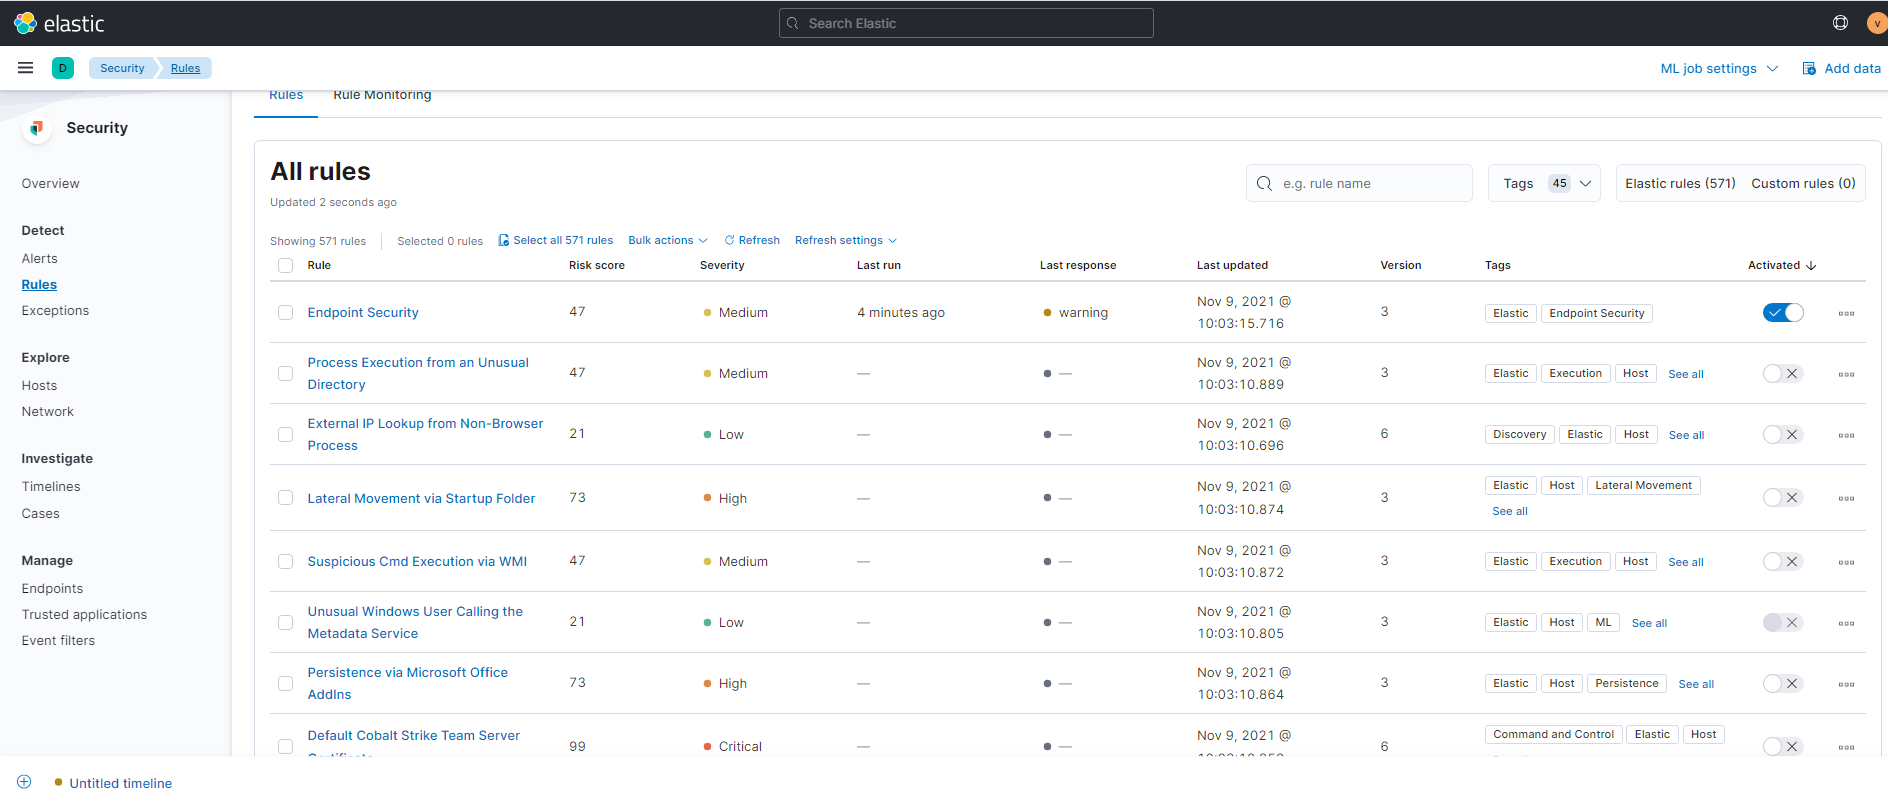 elastic
Search Elastic
v
D
Security
Rules
ML job settings
Add data
Rules
Rule Monitoring
Security
Overview
Detect
Alerts
Rules
Exceptions
Explore
Hosts
Network
Investigate
Timelines
Cases
Manage
Endpoints
Trusted applications
Event filters
All rules
Updated 2 seconds ago
e.g. rule name
Tags 45
Elastic rules (571) Custom rules (0)
Showing 571 rules Selected 0 rules Select all 571 rules Bulk actions Refresh Refresh settings
Rule Risk score Severity Last run Last response Last updated Version Tags Activated
Endpoint Security 47 Medium 4 minutes ago warning Nov 9, 2021 @
10:03:15.716 3 Elastic Endpoint Security
Process Execution from an Unusual
Directory 47 Medium — — Nov 9, 2021 @
10:03:10.889 3 Elastic Execution Host See all
External IP Lookup from Non-Browser
Process 21 Low — — Nov 9, 2021 @
10:03:10.696 6 Discovery Elastic Host See all
Lateral Movement via Startup Folder 73 High — — Nov 9, 2021 @
10:03:10.874 3 Elastic Host Lateral Movement
See all
Suspicious Cmd Execution via WMI 47 Medium — — Nov 9, 2021 @
10:03:10.872 3 Elastic Execution Host See all
Unusual Windows User Calling the
Metadata Service 21 Low — — Nov 9, 2021 @
10:03:10.805 3 Elastic Host ML See all
Persistence via Microsoft Office
AddIns 73 High — — Nov 9, 2021 @
10:03:10.864 3 Elastic Host Persistence See all
Default Cobalt Strike Team Server
99 Critical — — Nov 9, 2021 @
6 Command and Control Elastic Host
Untitled timeline